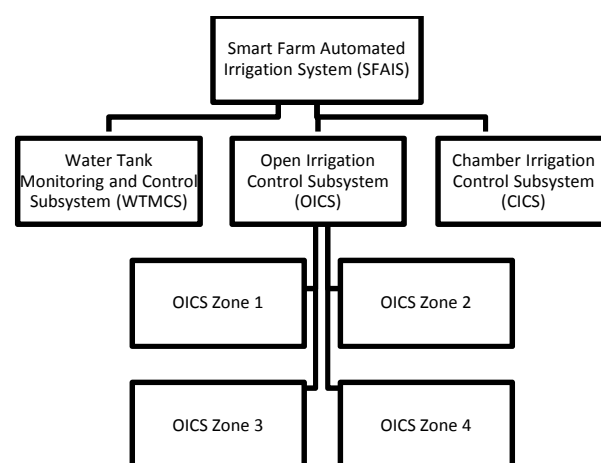 Smart Farm Automated
Irrigation System (SFAIS)
Water Tank
Monitoring and Control
Subsystem (WTMCS)
Open Irrigation
Control Subsystem
(OICS)
Chamber Irrigation
Control Subsystem
(CICS)
OICS Zone 1
OICS Zone 2
OICS Zone 3
OICS Zone 4